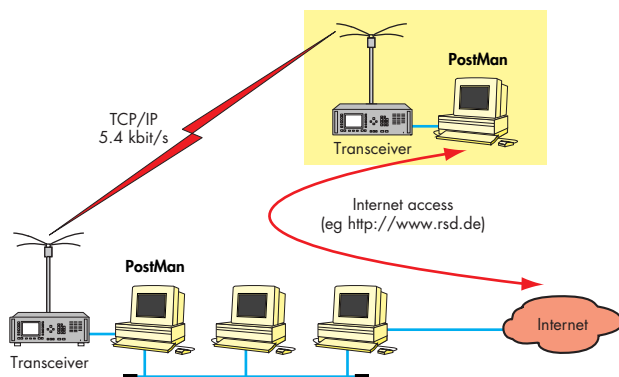 PostMan
TCP/IP
5.4 kbit/s
Transceiver
Internet access
(eg http://www.rsd.de)
PostMan
Internet
Transceiver